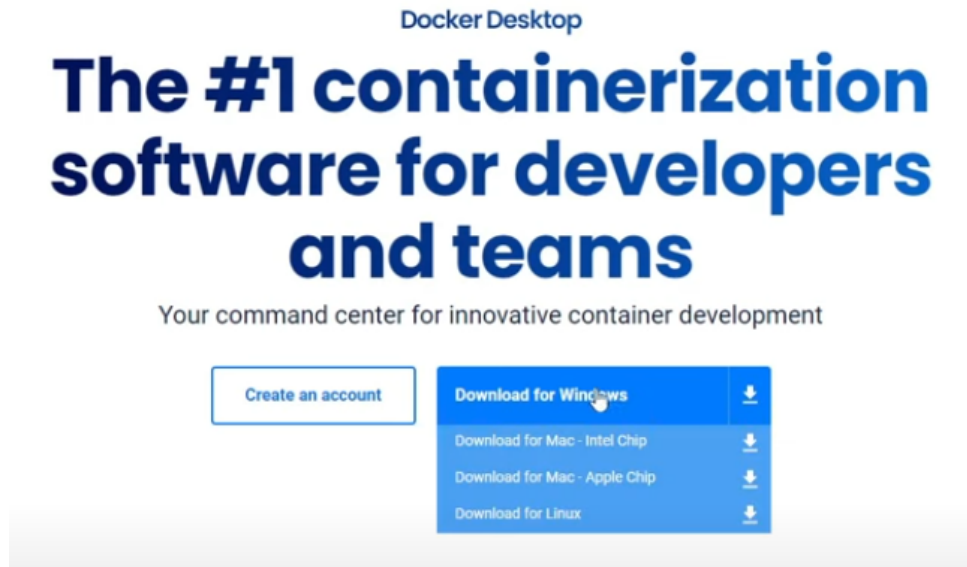 Docker Desktop
The #1 containerization
software for developers
and teams
Your command center for innovative container development
Create an account
Download for Windows
Download for Mac - Intel Chip
Download for Mac - Apple Chip
Download for Linux